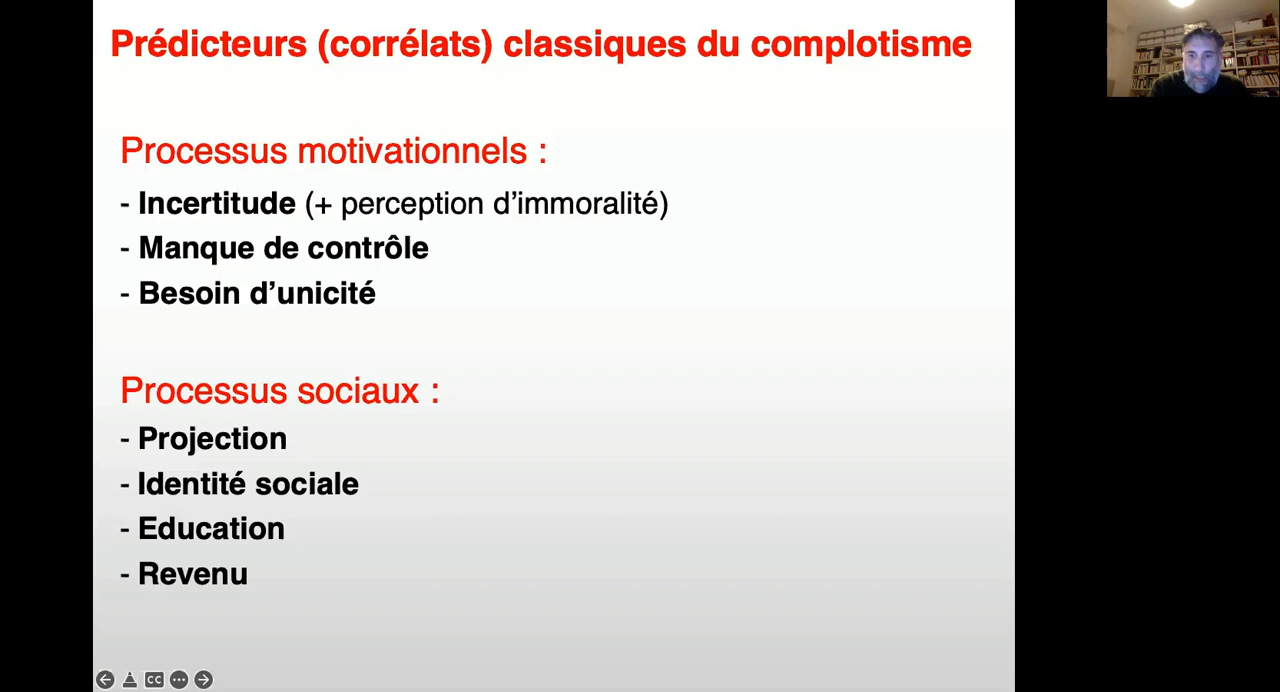 Prédicteurs (corrélats) classiques du complotisme
Processus motivationnels :
- Incertitude (+ perception d’immoralité)
- Manque de contrôle
- Besoin d’unicité
Processus sociaux :
- Projection
- Identité sociale
- Education
- Revenu
CC